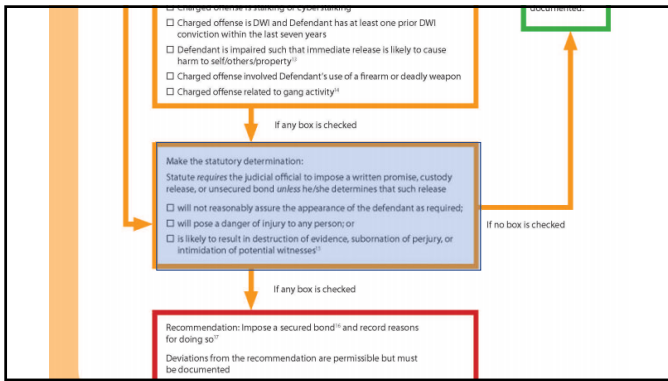 ☐ Charged offense is stalking or cyberstalking
☐ Charged offense is DWI and Defendant has at least one prior DWI
conviction within the last seven years
☐ Defendant is impaired such that immediate release is likely to cause
harm to self/others/property¹³
☐ Charged offense involved Defendant's use of a firearm or deadly weapon
☐ Charged offense related to gang activity¹⁴
documented.
If any box is checked
Make the statutory determination:
Statute requires the judicial official to impose a written promise, custody
release, or unsecured bond unless he/she determines that such release
☐ will not reasonably assure the appearance of the defendant as required;
☐ will pose a danger of injury to any person; or
☐ is likely to result in destruction of evidence, subornation of perjury, or
intimidation of potential witnesses¹⁵
If no box is checked
If any box is checked
Recommendation: Impose a secured bond¹⁶ and record reasons
for doing so¹⁷
Deviations from the recommendation are permissible but must
be documented